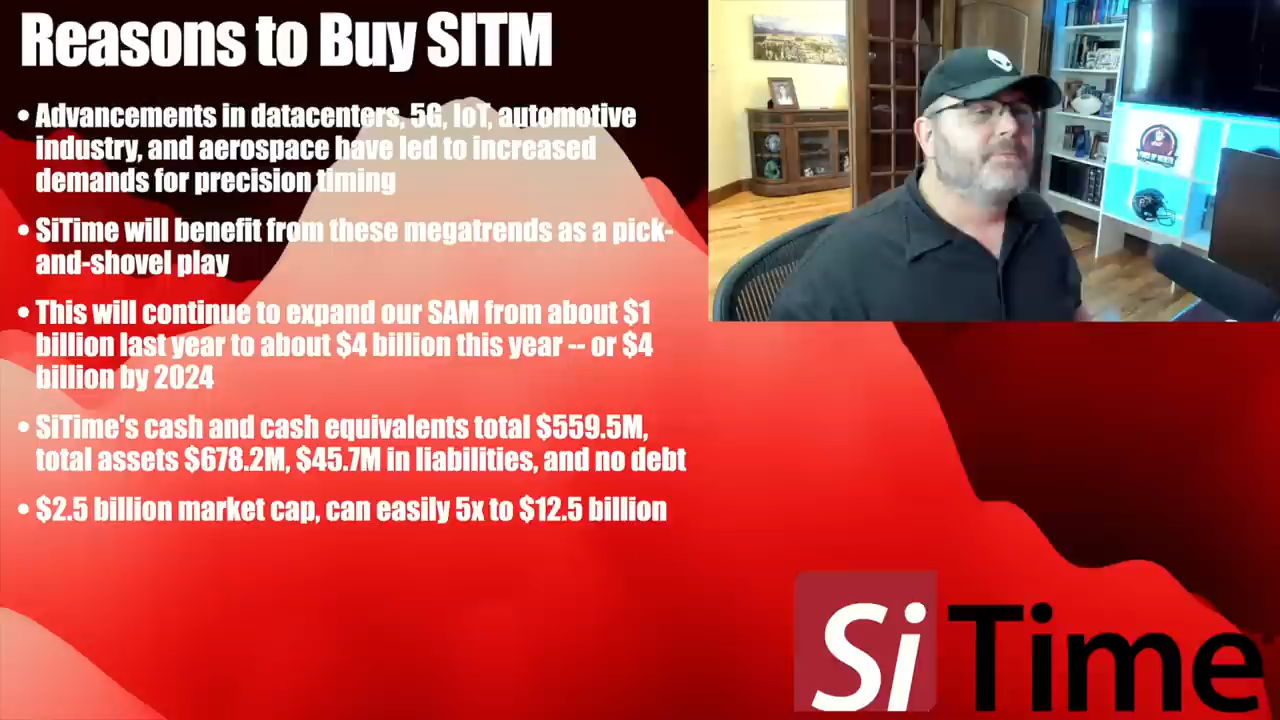 Reasons to Buy SITM
• Advancements in datacenters, 5G, IoT, automotive
industry, and aerospace have led to increased
demands for precision timing
• SiTime will benefit from these megatrends as a pick-
and-shovel play
• This will continue to expand our SAM from about $1
billion last year to about $4 billion this year -- or $4
billion by 2024
• SiTime's cash and cash equivalents total $559.5M,
total assets $678.2M, $45.7M in liabilities, and no debt
• $2.5 billion market cap, can easily 5x to $12.5 billion
SiTime